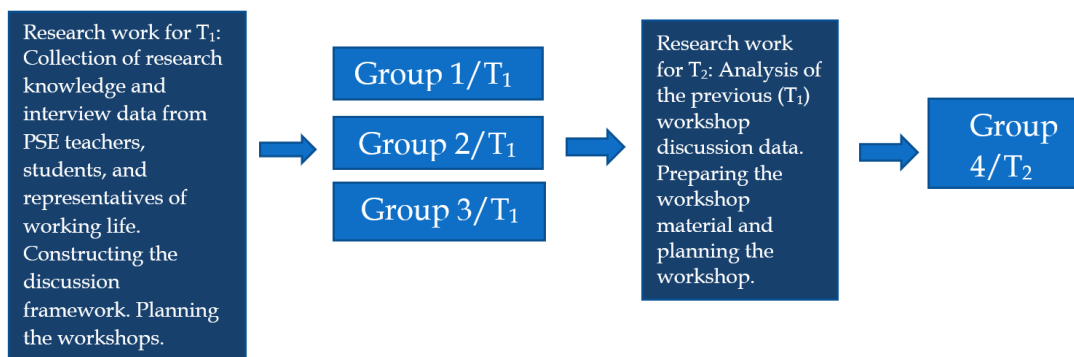 Research work for T₁:
Collection of research
knowledge and
interview data from
PSE teachers,
students, and
representatives of
working life.
Constructing the
discussion
framework. Planning
the workshops.
Group 1/T₁
Group 2/T₁
Group 3/T₁
Research work
for T₂: Analysis of
the previous (T₁)
workshop
discussion data.
Preparing the
workshop
material and
planning the
workshop.
Group
4/T₂